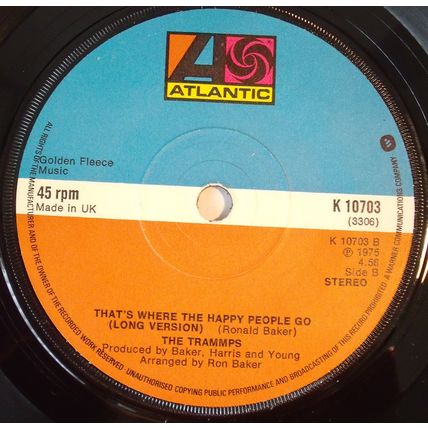 ATLANTIC
Golden Fleece
Music
45 rpm
Made in UK
K 10703
(3306)
K 10703 B
℗ 1975
4.58
Side B
STEREO
THAT'S WHERE THE HAPPY PEOPLE GO
(LONG VERSION) (Ronald Baker)
THE TRAMMPS
Produced by Baker, Harris and Young
Arranged by Ron Baker
ALL RIGHTS OF THE MANUFACTURER AND OF THE OWNER OF THE RECORDED WORK RESERVED · UNAUTHORISED COPYING PUBLIC PERFORMANCE AND BROADCASTING OF THIS RECORD PROHIBITED · A WARNER COMMUNICATIONS COMPANY